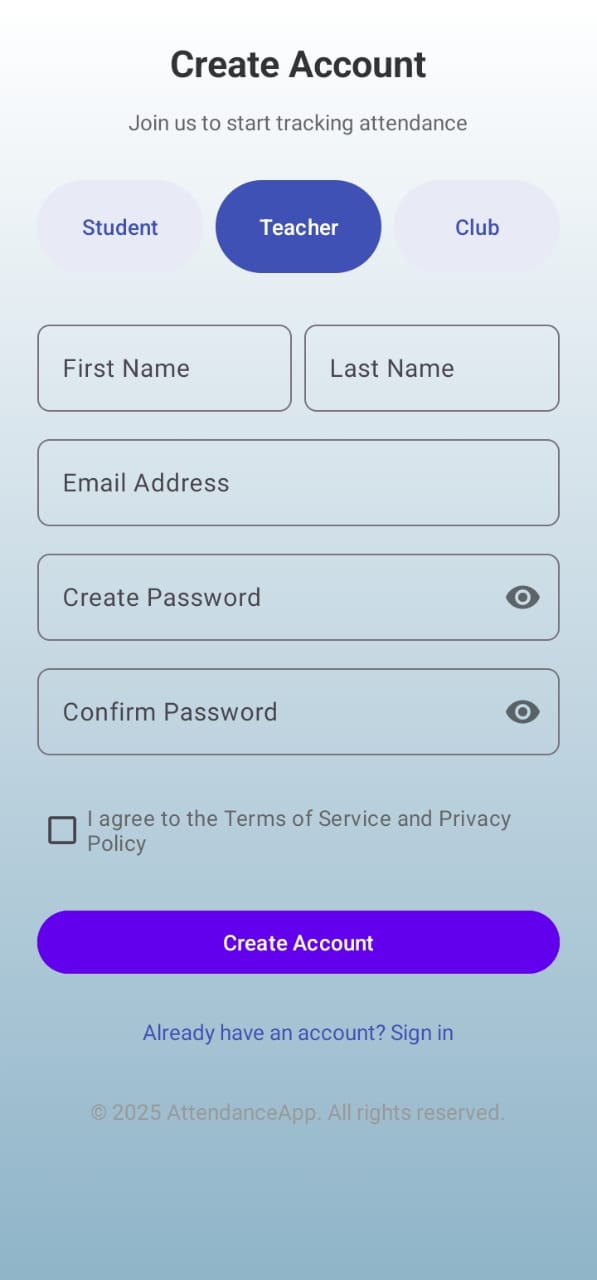 Create Account
Join us to start tracking attendance
Student Teacher Club
First Name Last Name
Email Address
Create Password
Confirm Password
I agree to the Terms of Service and Privacy
Policy
Create Account
Already have an account? Sign in
© 2025 AttendanceApp. All rights reserved.